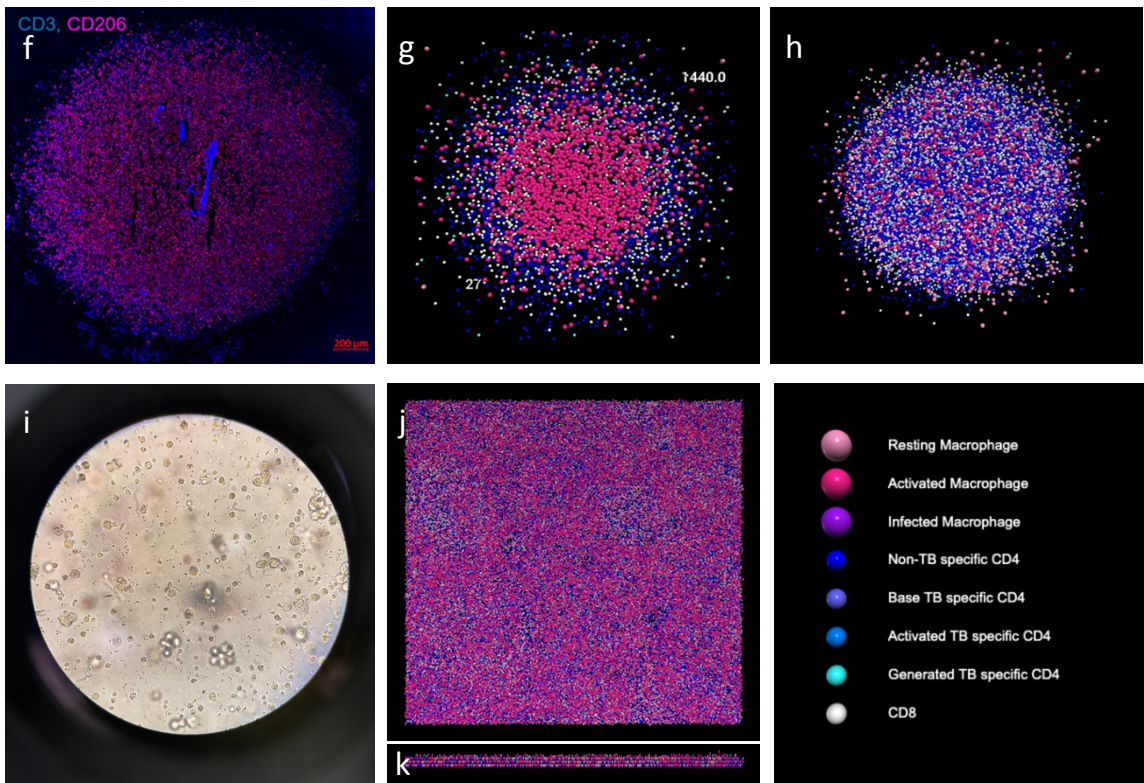 CD3, CD206
f
200 µm
g
1440.0
27
h
i
j
k
Resting Macrophage
Activated Macrophage
Infected Macrophage
Non-TB specific CD4
Base TB specific CD4
Activated TB specific CD4
Generated TB specific CD4
CD8